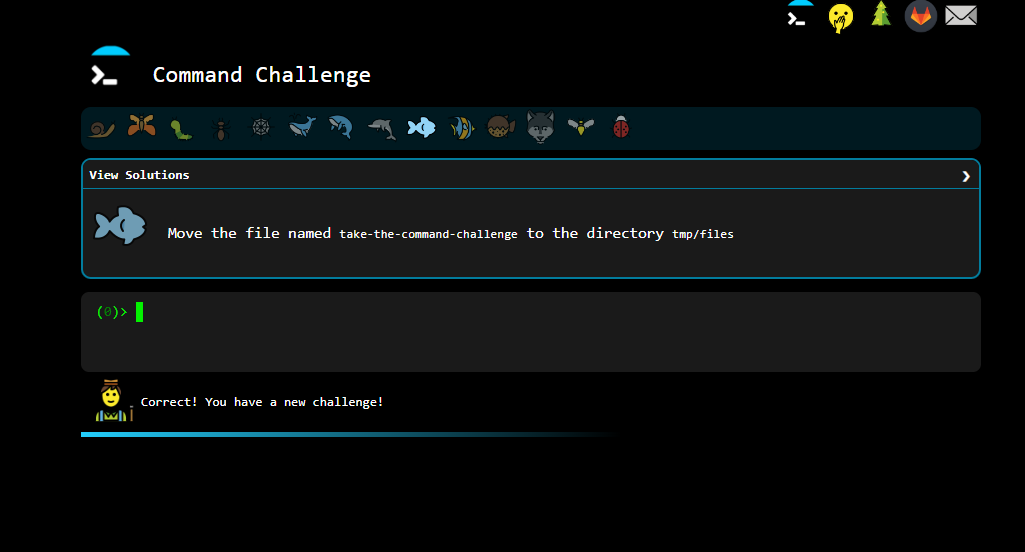 Command Challenge
View Solutions
Move the file named take-the-command-challenge to the directory tmp/files
(0)>
Correct! You have a new challenge!